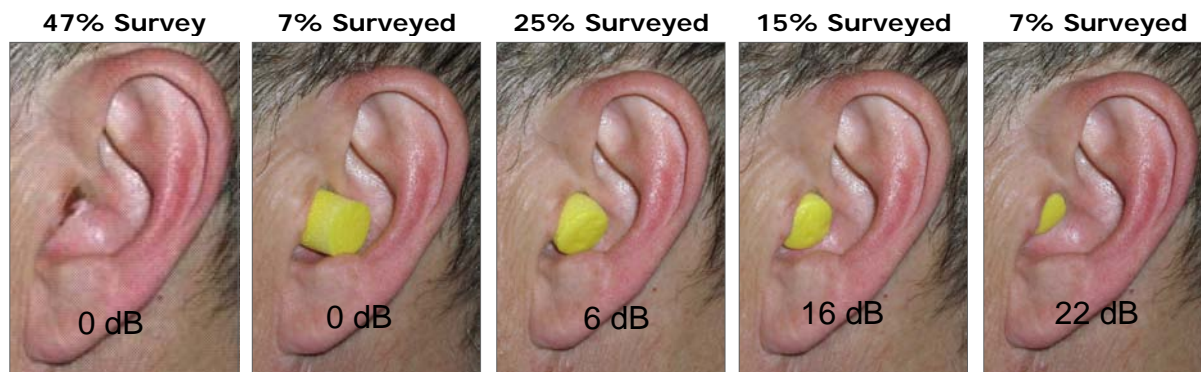 47% Survey
7% Surveyed
25% Surveyed
15% Surveyed
7% Surveyed
0 dB
0 dB
6 dB
16 dB
22 dB